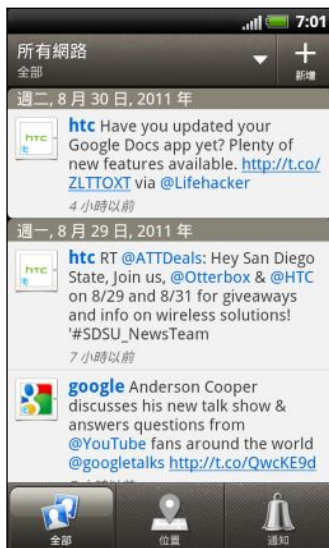 7:01
所有網路
全部
新增
週二, 8 月 30 日, 2011 年
htc Have you updated your
Google Docs app yet? Plenty of
new features available. http://t.co/
ZLTTOXT via @Lifehacker
4 小時以前
週一, 8 月 29 日, 2011 年
htc RT @ATTDeals: Hey San Diego
State, Join us, @Otterbox & @HTC
on 8/29 and 8/31 for giveaways
and info on wireless solutions!
'#SDSU_NewsTeam
7 小時以前
google Anderson Cooper
discusses his new talk show &
answers questions from
@YouTube fans around the world
@googletalks http://t.co/QwcKE9d
全部
位置
通知